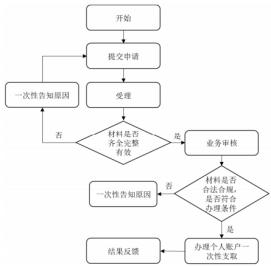 开始
提交申请
一次性告知原因
受理
否
材料是否
齐全完整
有效
是
业务审核
一次性告知原因
否
材料是否
合法合规，
是否符合
办理条件
是
结果反馈
办理个人账户一
次性支取